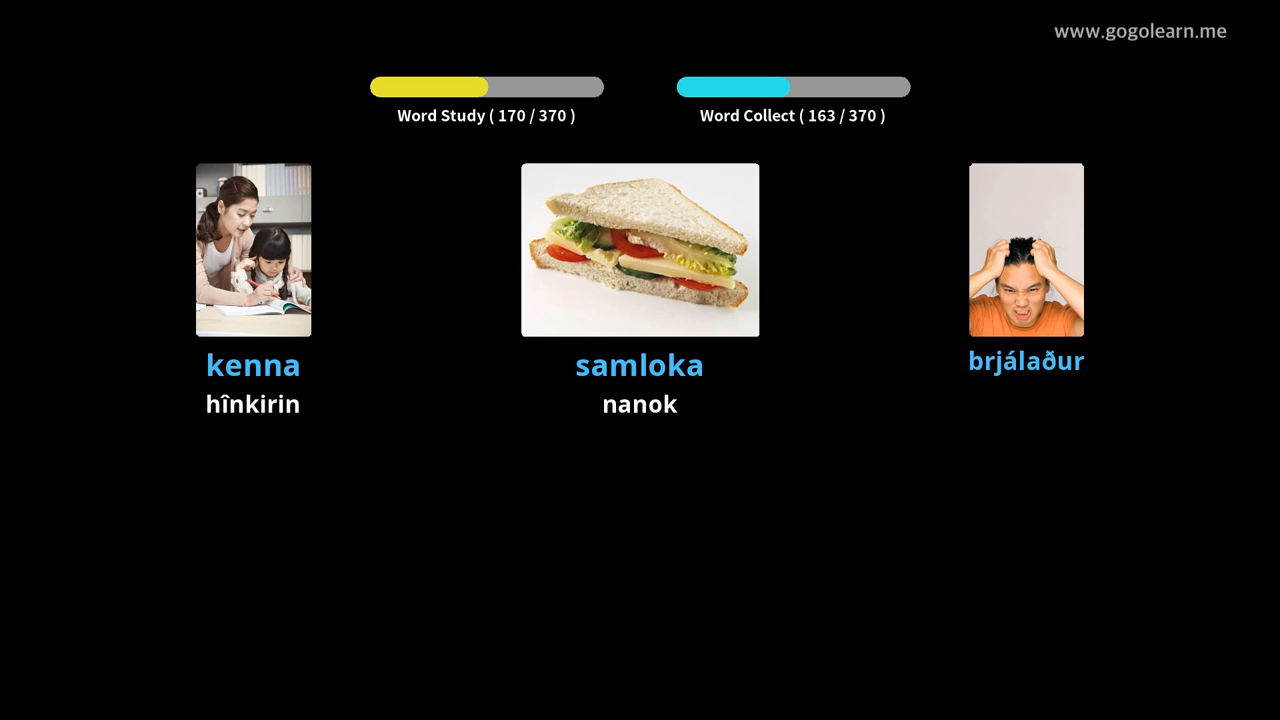 www.gogolearn.me
Word Study ( 170 / 370 )
Word Collect ( 163 / 370 )
kenna
hînkirin
samloka
nanok
brjálaður